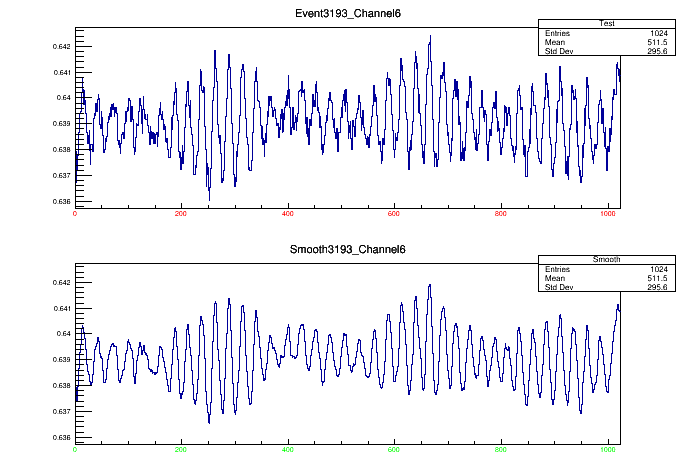 Event3193_Channel6
Test
Entries 1024
Mean 511.5
Std Dev 295.6
0.642
0.641
0.64
0.639
0.638
0.637
0.636
0 200 400 600 800 1000
Smooth3193_Channel6
Smooth
Entries 1024
Mean 511.5
Std Dev 295.6
0.642
0.641
0.64
0.639
0.638
0.637
0.636
0 200 400 600 800 1000